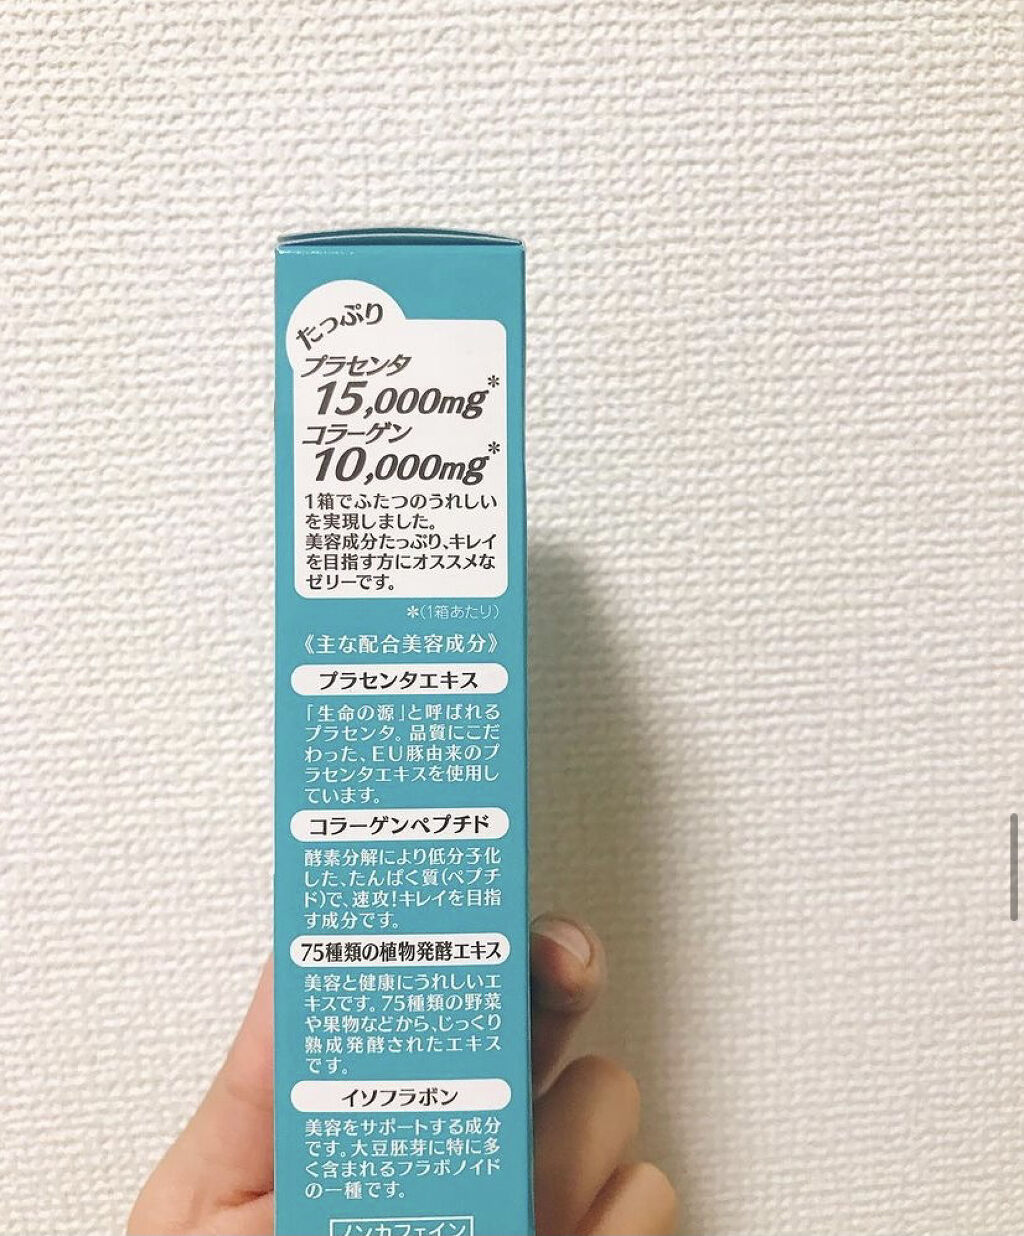 たっぷり
プラセンタ
15,000mg*
コラーゲン
10,000mg*
1箱でふたつのうれしい
を実現しました。
美容成分たっぷり、キレイ
を目指す方にオススメな
ゼリーです。
*(1箱あたり)
《主な配合美容成分》
プラセンタエキス
「生命の源」と呼ばれる
プラセンタ。品質にこだ
わった、EU豚由来のプ
ラセンタエキスを使用し
ています。
コラーゲンペプチド
酵素分解により低分子化
した、たんぱく質(ペプチ
ド)で、速攻!キレイを目指
す成分です。
75種類の植物発酵エキス
美容と健康にうれしいエ
キスです。75種類の野菜
や果物などから、じっくり
熟成発酵されたエキス
です。
イソフラボン
美容をサポートする成分
です。大豆胚芽に特に多
く含まれるフラボノイド
の一種です。
ノンカフェイン